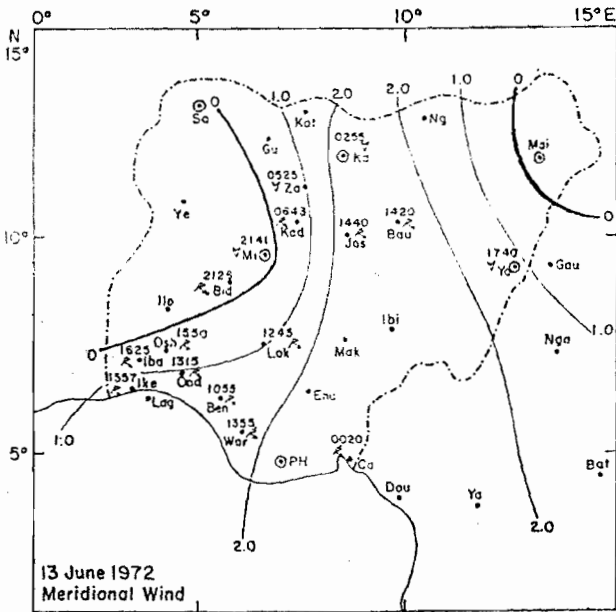 0° 5° 10° 15° E
N
15°
0 1.0 2.0 2.0 1.0 0
Sa
Kat
Ng
Gu
0255
Ka
Mai
0525
Za
Ye
0643
Kad
1440
Jos
1420
Bau
0
10°
2141
Mi
1740
Yo
Gau
2125
Bid
Ilo
Ibi
1.0
0
Osh
1550
1245
Lok
Mak
Nga
1625
Iba
1315
Oad
1557
Ike
Lag
1055
Ben
Enu
1.0
1355
War
5°
PH
0020
Ca
Bat
Dou
Ya
2.0
2.0
13 June 1972
Meridional Wind